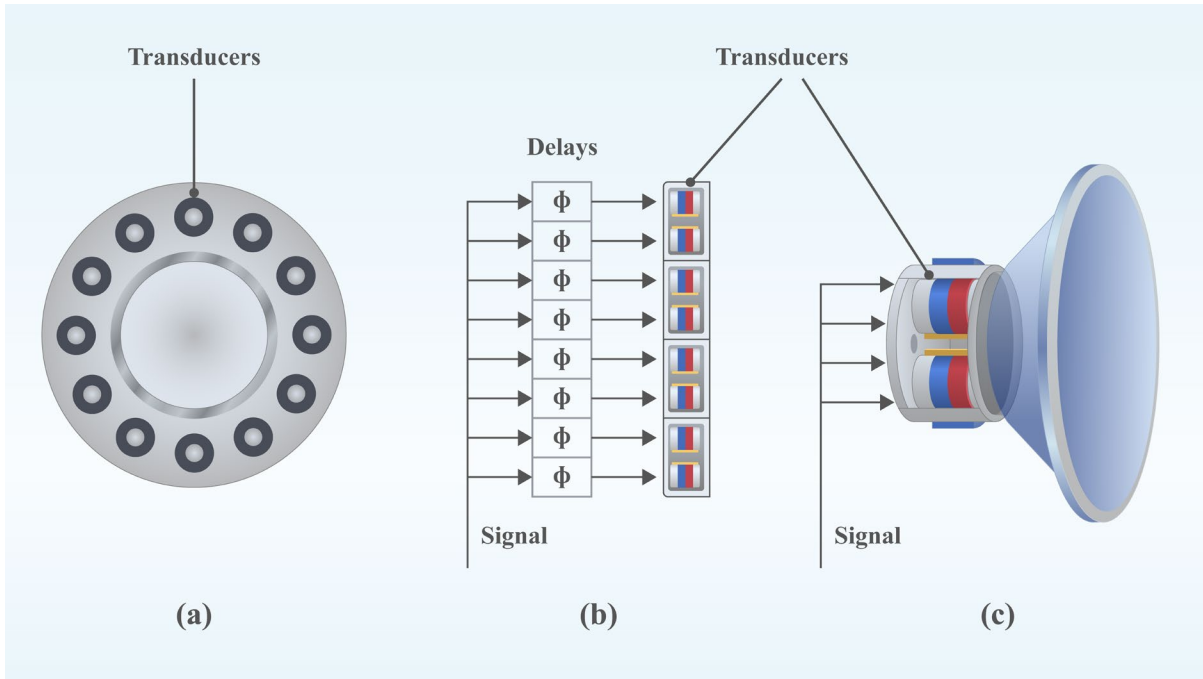 Transducers
Transducers
Delays
ϕ
ϕ
ϕ
ϕ
ϕ
ϕ
ϕ
ϕ
Signal
Signal
(a)
(b)
(c)